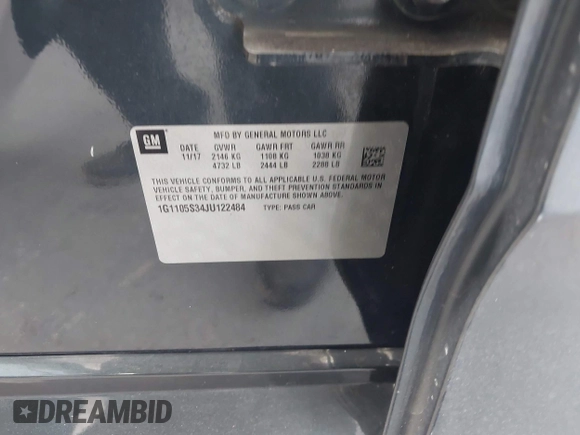 GM
MFD BY GENERAL MOTORS LLC
DATE GVWR GAWR FRT GAWR RR
11/17 2146 KG 1108 KG 1038 KG
4732 LB 2444 LB 2288 LB
THIS VEHICLE CONFORMS TO ALL APPLICABLE U.S. FEDERAL MOTOR
VEHICLE SAFETY, BUMPER, AND THEFT PREVENTION STANDARDS IN
EFFECT ON THE DATE OF MANUFACTURE SHOWN ABOVE.
1G1105S34JU122484 TYPE: PASS CAR
DREAMBID